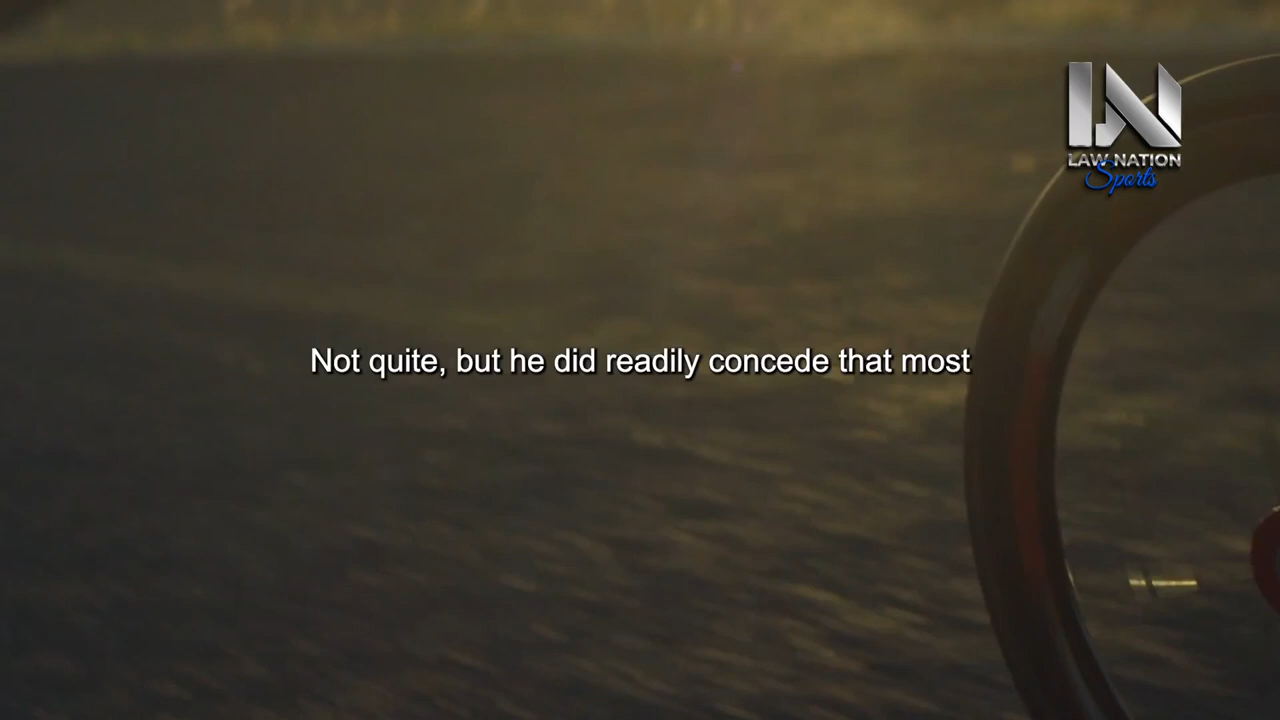 LAW NATION
Sports
Not quite, but he did readily concede that most